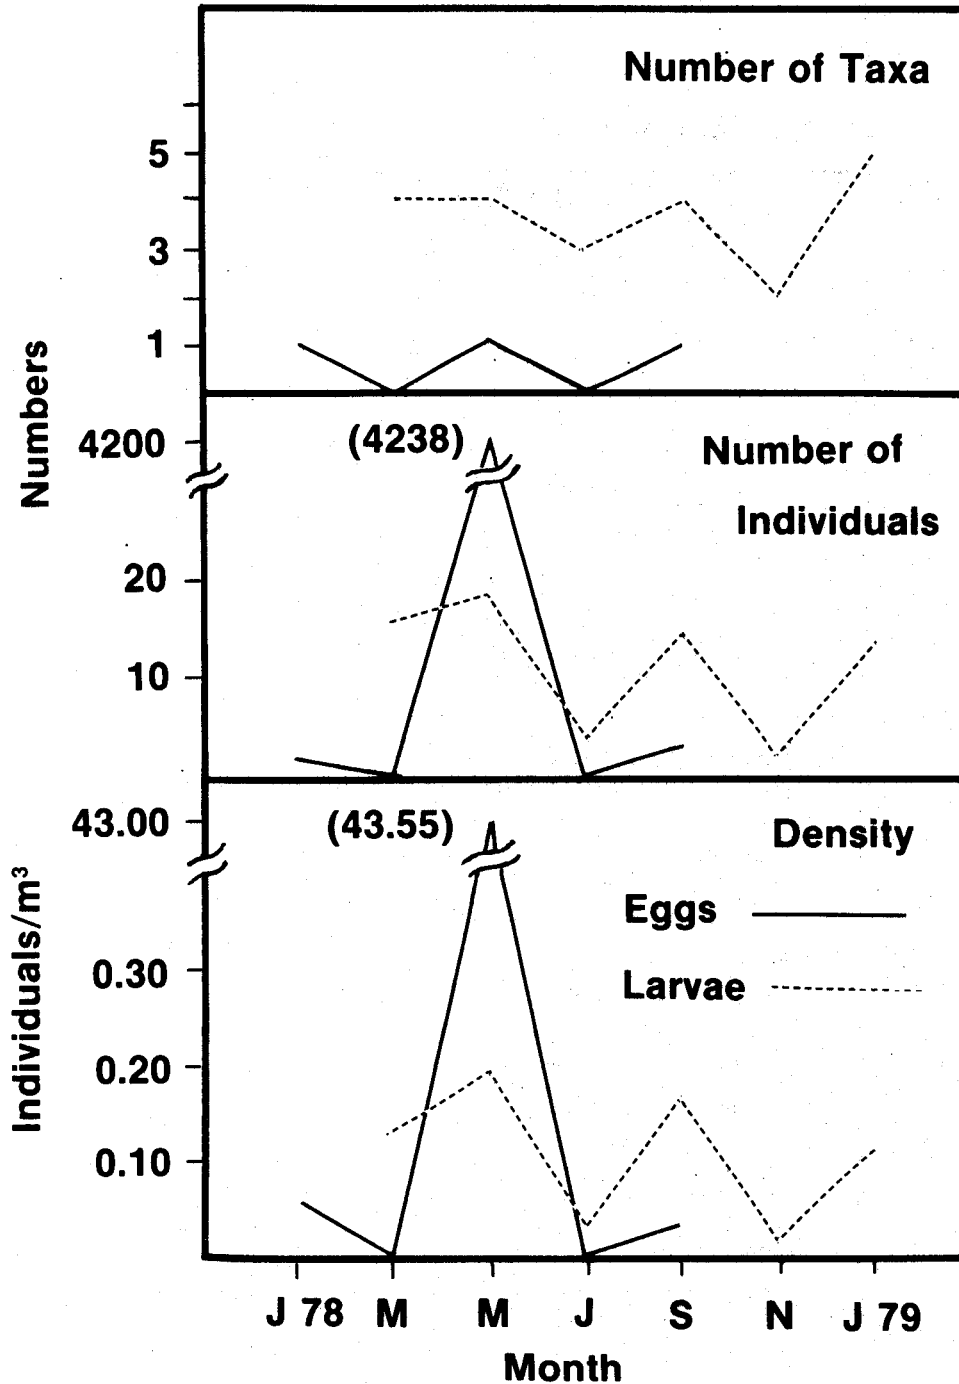 Number of Taxa
5
3
1
Numbers
4200
(4238)
Number of
Individuals
20
10
43.00
(43.55)
Density
Eggs
Larvae
Individuals/m³
0.30
0.20
0.10
J 78 M M J S N J 79
Month